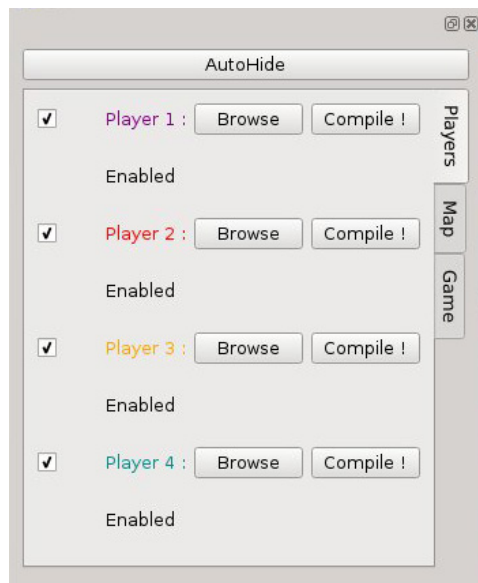 AutoHide
Player 1 : Browse Compile !
Enabled
Player 2 : Browse Compile !
Enabled
Player 3 : Browse Compile !
Enabled
Player 4 : Browse Compile !
Enabled
Players
Map
Game